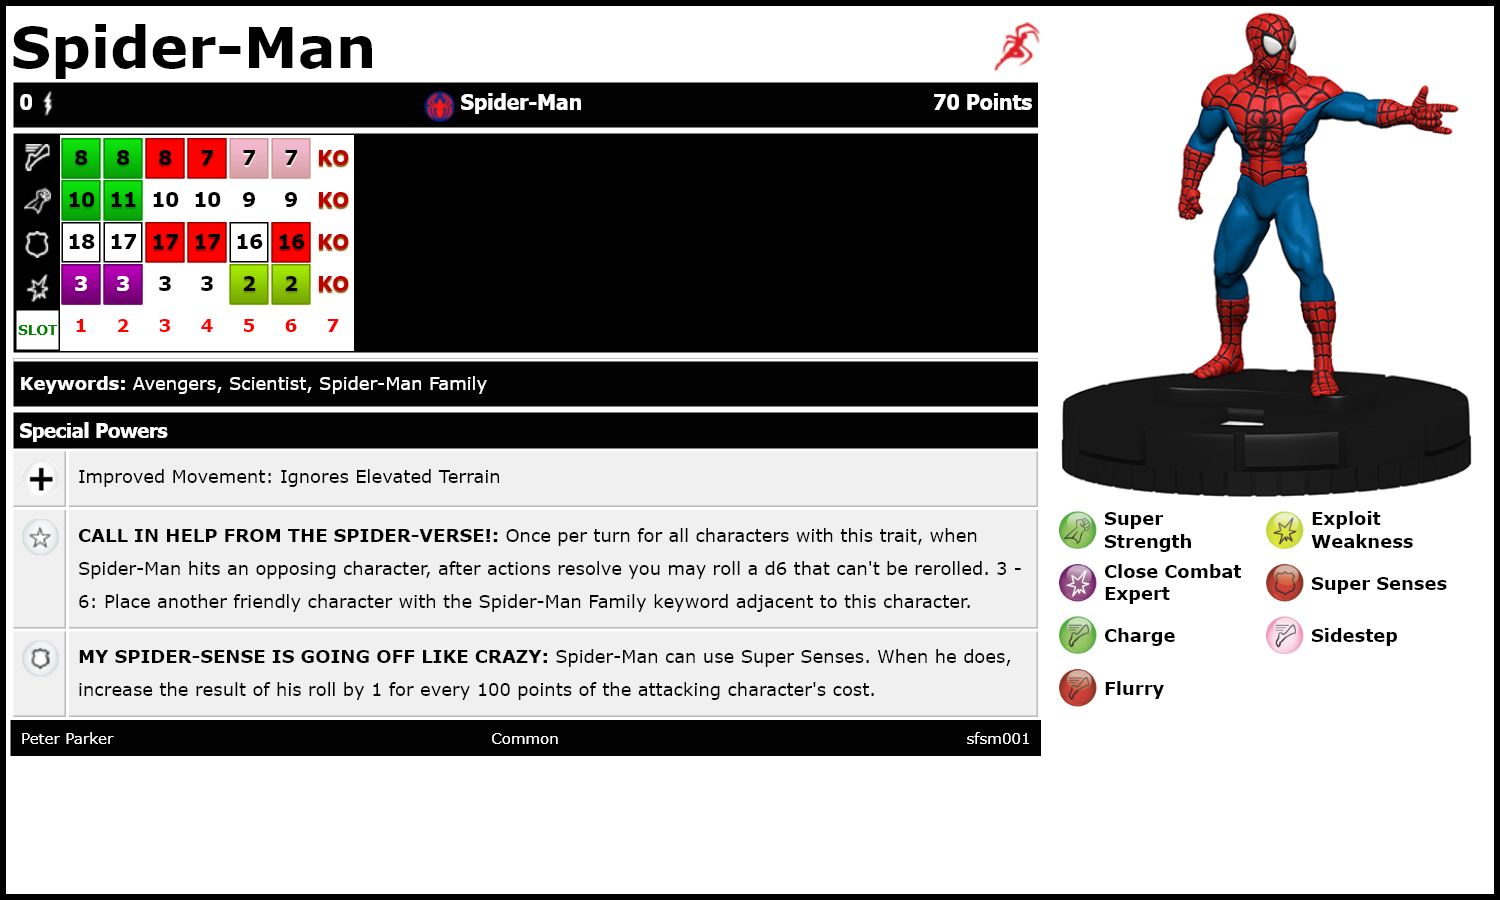 Spider-Man
0 Spider-Man 70 Points
8 8 8 7 7 7 KO
10 11 10 10 9 9 KO
18 17 17 17 16 16 KO
3 3 3 3 2 2 KO
SLOT 1 2 3 4 5 6 7
Keywords: Avengers, Scientist, Spider-Man Family
Special Powers
Improved Movement: Ignores Elevated Terrain
CALL IN HELP FROM THE SPIDER-VERSE!: Once per turn for all characters with this trait, when
Spider-Man hits an opposing character, after actions resolve you may roll a d6 that can't be rerolled. 3 -
6: Place another friendly character with the Spider-Man Family keyword adjacent to this character.
MY SPIDER-SENSE IS GOING OFF LIKE CRAZY: Spider-Man can use Super Senses. When he does,
increase the result of his roll by 1 for every 100 points of the attacking character's cost.
Peter Parker Common sfsm001
Super
Strength
Exploit
Weakness
Close Combat
Expert
Super Senses
Charge
Sidestep
Flurry